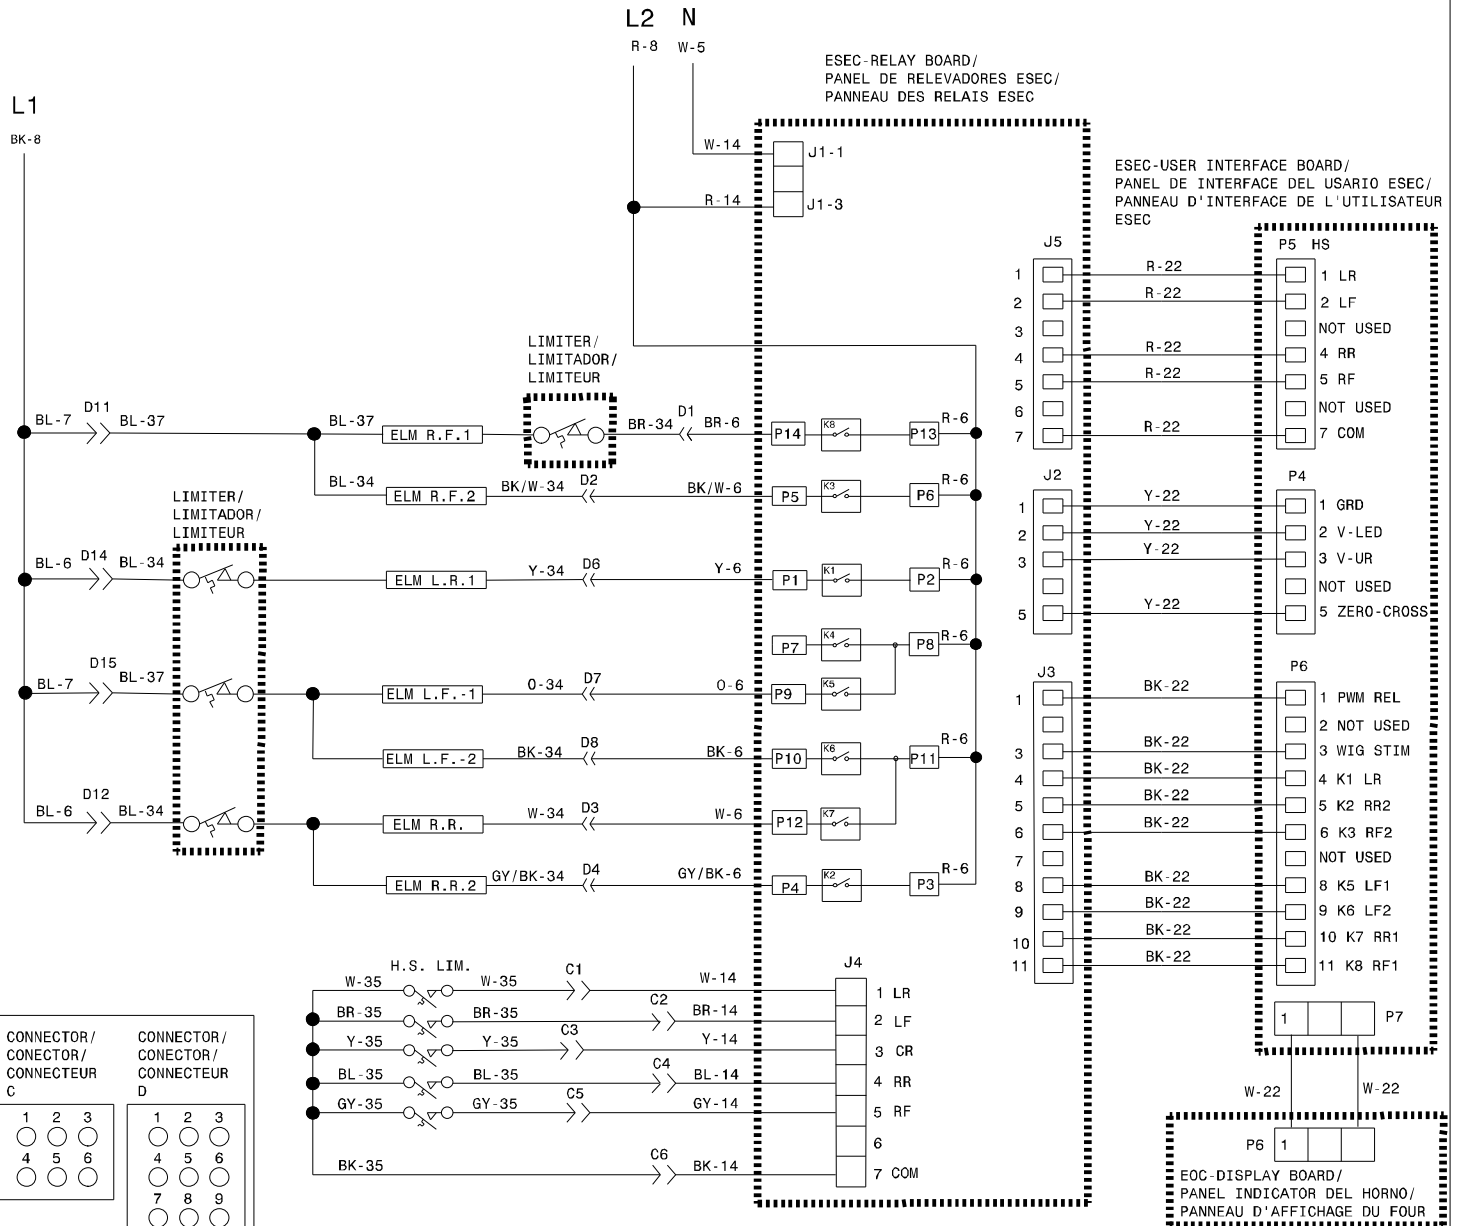 L2 N
R-8 W-5
ESEC-RELAY BOARD/
PANEL DE RELEVADORES ESEC/
PANNEAU DES RELAIS ESEC
L1
BK-8
W-14 J1-1
R-14 J1-3
ESEC-USER INTERFACE BOARD/
PANEL DE INTERFACE DEL USARIO ESEC/
PANNEAU D'INTERFACE DE L'UTILISATEUR
ESEC
J5 P5 HS
1 R-22 1 LR
2 R-22 2 LF
3 NOT USED
4 R-22 4 RR
5 R-22 5 RF
6 NOT USED
7 R-22 7 COM
LIMITER/
LIMITADOR/
LIMITEUR
BL-7 D11 BL-37 BL-37 ELM R.F.1 BR-34 D1 BR-6 P14 K8 P13 R-6
BL-34 ELM R.F.2 BK/W-34 D2 BK/W-6 P5 K3 P6 R-6
LIMITER/
LIMITADOR/
LIMITEUR
BL-6 D14 BL-34 ELM L.R.1 Y-34 D6 Y-6 P1 K1 P2 R-6
P7 K4 P8 R-6
BL-7 D15 BL-37 ELM L.F.-1 O-34 D7 O-6 P9 K5
ELM L.F.-2 BK-34 D8 BK-6 P10 K6 P11 R-6
BL-6 D12 BL-34 ELM R.R. W-34 D3 W-6 P12 K7
ELM R.R.2 GY/BK-34 D4 GY/BK-6 P4 K2 P3 R-6
J2 P4
1 Y-22 1 GRD
2 Y-22 2 V-LED
3 Y-22 3 V-UR
NOT USED
5 Y-22 5 ZERO-CROSS
J3 P6
1 BK-22 1 PWM REL
2 NOT USED
3 BK-22 3 WIG STIM
4 BK-22 4 K1 LR
5 BK-22 5 K2 RR2
6 BK-22 6 K3 RF2
7 NOT USED
8 BK-22 8 K5 LF1
9 BK-22 9 K6 LF2
10 BK-22 10 K7 RR1
11 BK-22 11 K8 RF1
1 P7
H.S. LIM. J4
W-35 W-35 C1 W-14 1 LR
BR-35 BR-35 C2 BR-14 2 LF
Y-35 Y-35 C3 Y-14 3 CR
BL-35 BL-35 C4 BL-14 4 RR
GY-35 GY-35 C5 GY-14 5 RF
6
BK-35 C6 BK-14 7 COM
W-22 W-22
P6 1
EOC-DISPLAY BOARD/
PANEL INDICATOR DEL HORNO/
PANNEAU D'AFFICHAGE DU FOUR
CONNECTOR/
CONECTOR/
CONNECTEUR
C
1 2 3
4 5 6
CONNECTOR/
CONECTOR/
CONNECTEUR
D
1 2 3
4 5 6
7 8 9